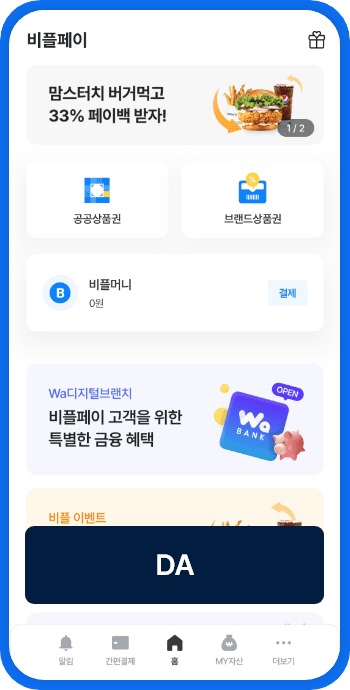 비플페이
맘스터치 버거먹고
33% 페이백 받자!
1 / 2
공공상품권
브랜드상품권
B
비플머니
0원
결제
Wa디지털브랜치
비플페이 고객을 위한
특별한 금융 혜택
OPEN
Wa
BANK
비플 이벤트
DA
알림
간편결제
홈
MY자산
더보기